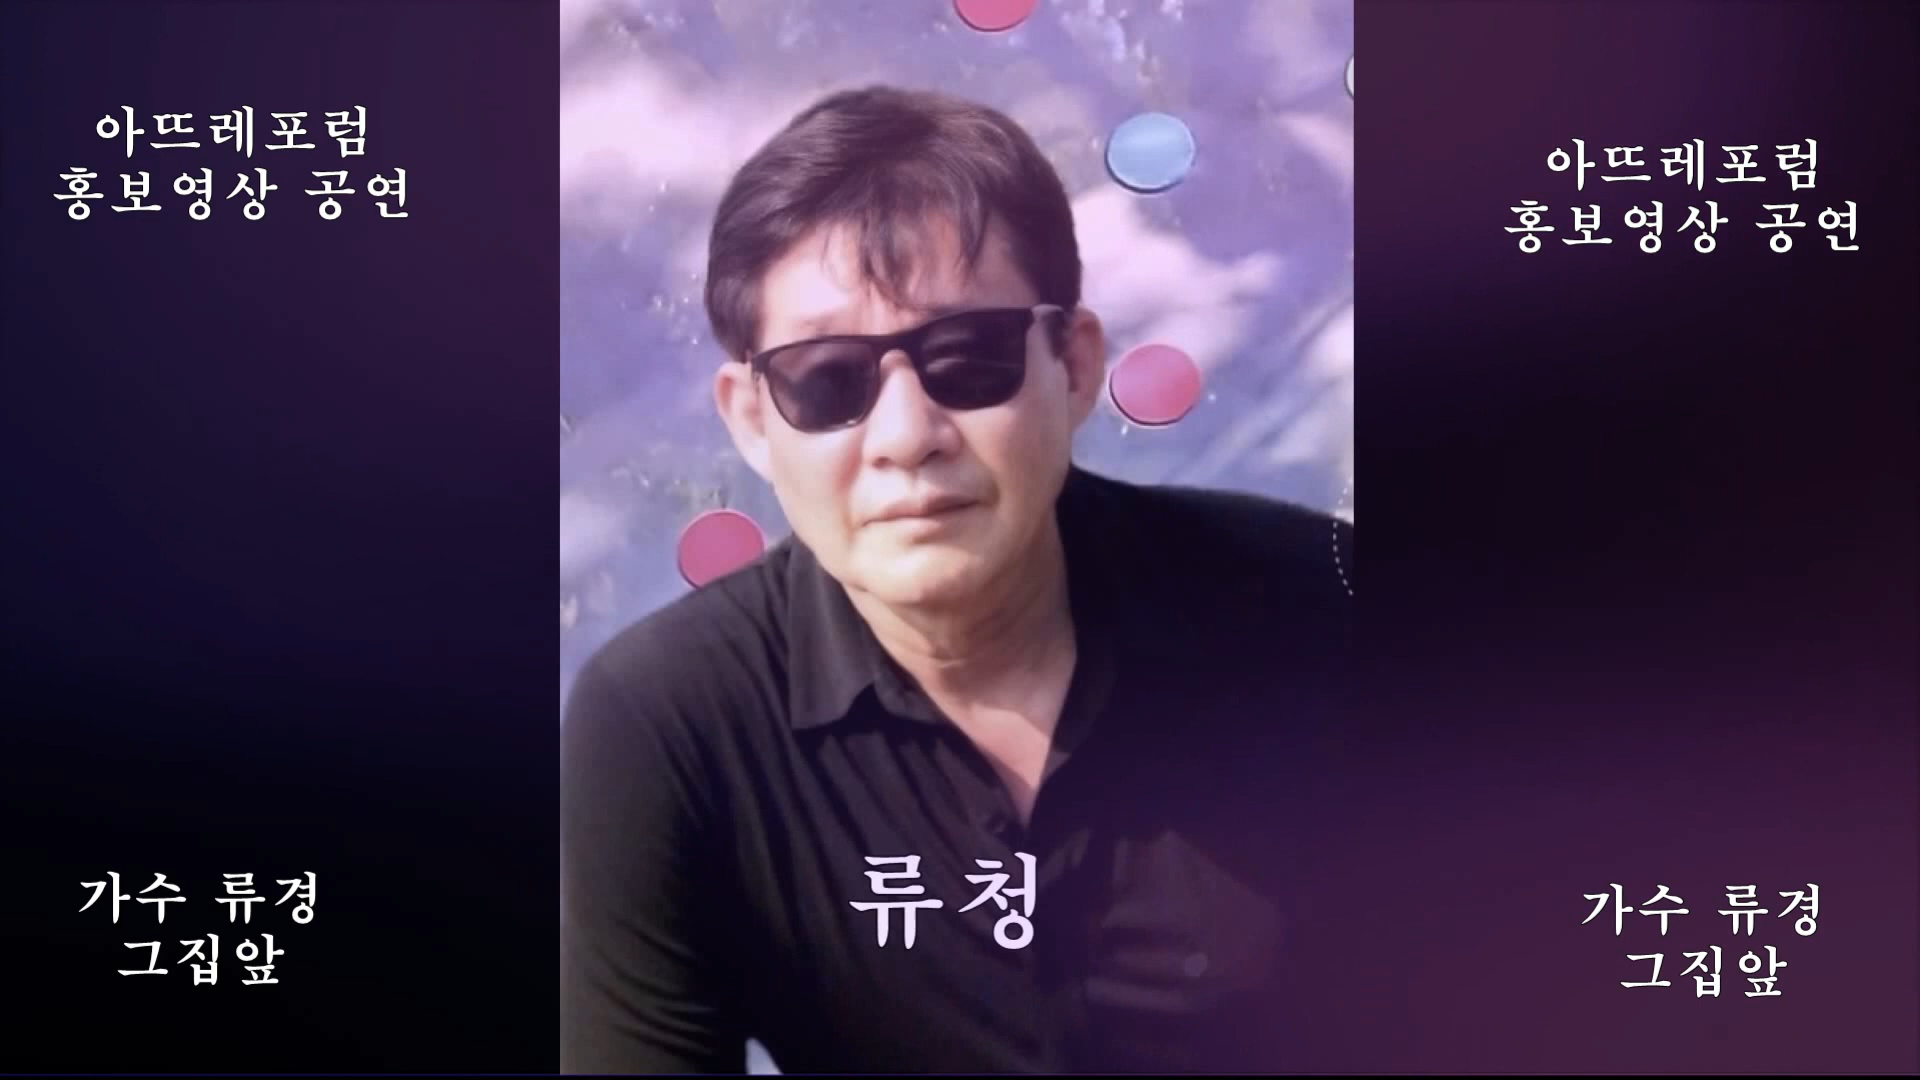 아뜨레포럼
홍보영상 공연
아뜨레포럼
홍보영상 공연
류청
가수 류경
그집앞
가수 류경
그집앞